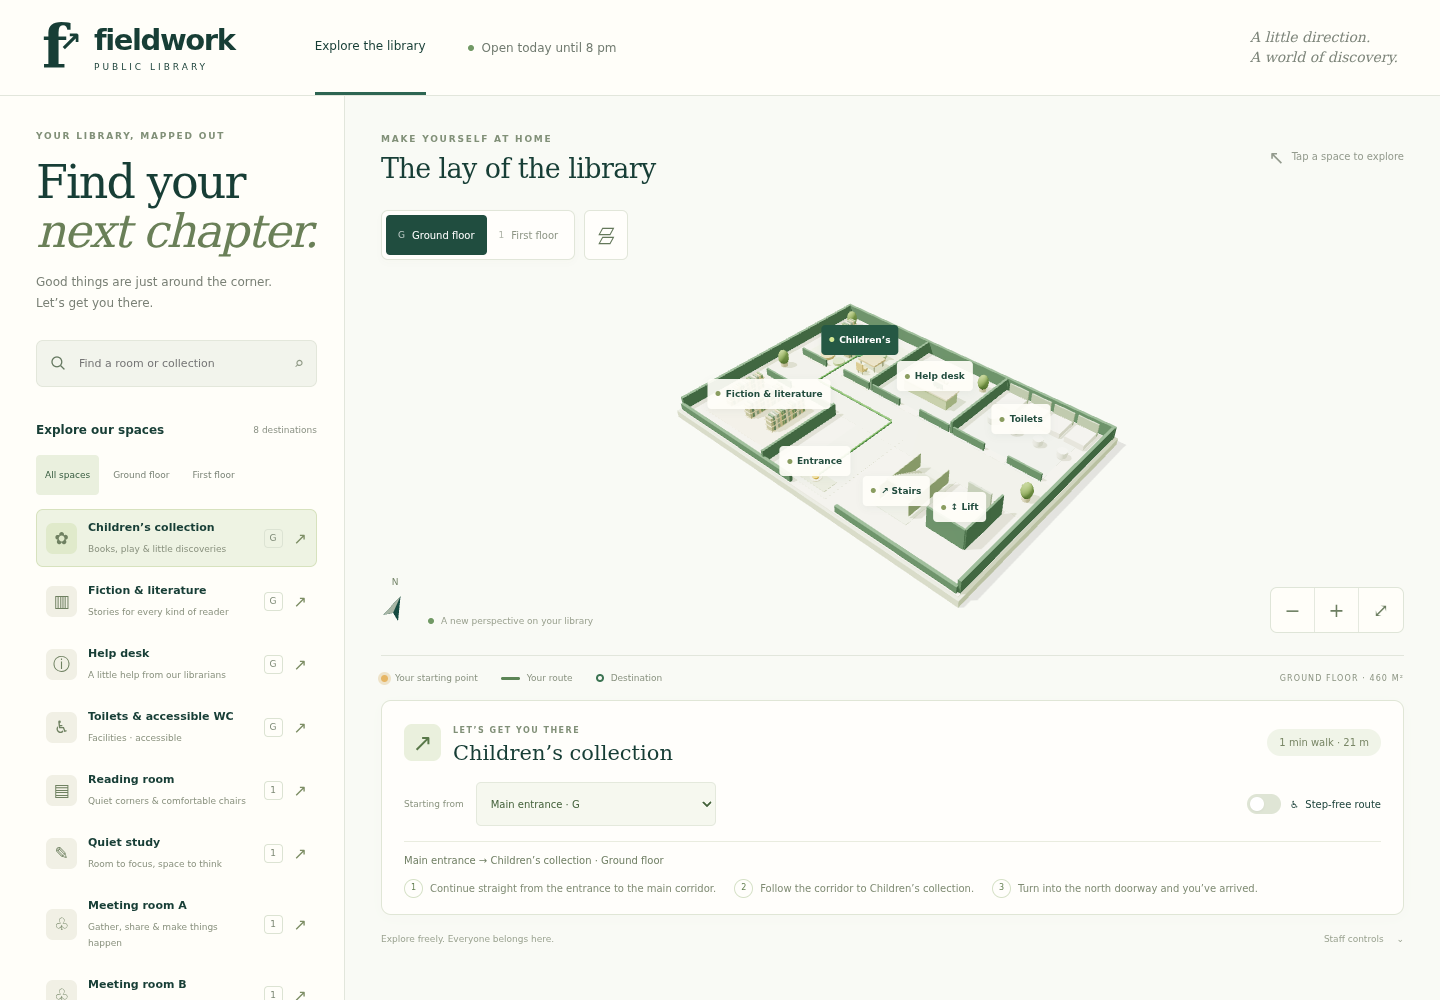 fieldwork
PUBLIC LIBRARY
Explore the library
Open today until 8 pm
A little direction.
A world of discovery.
YOUR LIBRARY, MAPPED OUT
Find your
next chapter.
Good things are just around the corner.
Let’s get you there.
Find a room or collection
Explore our spaces
8 destinations
All spaces
Ground floor
First floor
Children’s collection
Books, play & little discoveries
G
Fiction & literature
Stories for every kind of reader
G
Help desk
A little help from our librarians
G
Toilets & accessible WC
Facilities · accessible
G
Reading room
Quiet corners & comfortable chairs
1
Quiet study
Room to focus, space to think
1
Meeting room A
Gather, share & make things
happen
1
Meeting room B
1
MAKE YOURSELF AT HOME
The lay of the library
↖ Tap a space to explore
G Ground floor
1 First floor
Children’s
Help desk
Fiction & literature
Toilets
Entrance
↗ Stairs
↕ Lift
N
A new perspective on your library
− + ⤢
Your starting point
Your route
Destination
GROUND FLOOR · 460 M²
LET’S GET YOU THERE
Children’s collection
1 min walk · 21 m
Starting from
Main entrance · G
♿ Step-free route
Main entrance → Children’s collection · Ground floor
1 Continue straight from the entrance to the main corridor.
2 Follow the corridor to Children’s collection.
3 Turn into the north doorway and you’ve arrived.
Explore freely. Everyone belongs here.
Staff controls